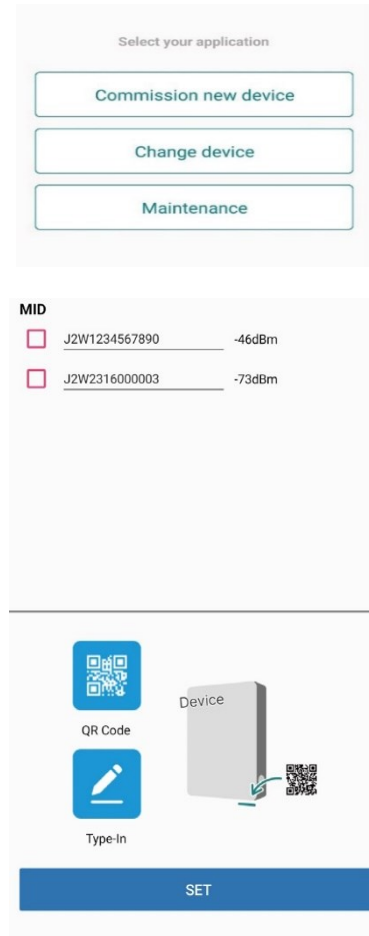 Select your application
Commission new device
Change device
Maintenance
MID
J2W1234567890 -46dBm
J2W2316000003 -73dBm
Device
QR Code
Type-In
SET